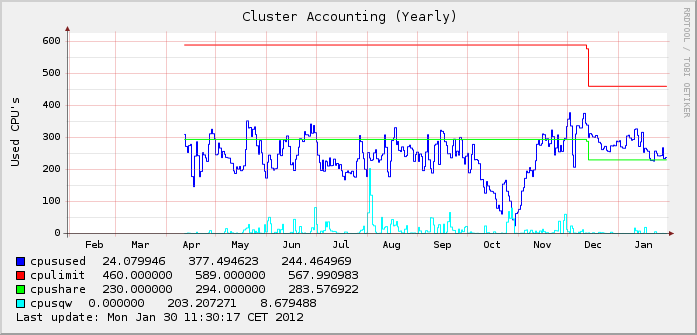 Cluster Accounting (Yearly)
RRDTOOL / TOBI OETIKER
Used CPU's
600
500
400
300
200
100
0
Feb Mar Apr May Jun Jul Aug Sep Oct Nov Dec Jan
cpusused 24.079946 377.494623 244.464969
cpulimit 460.000000 589.000000 567.990983
cpushare 230.000000 294.000000 283.576922
cpusqw 0.000000 203.207271 8.679488
Last update: Mon Jan 30 11:30:17 CET 2012